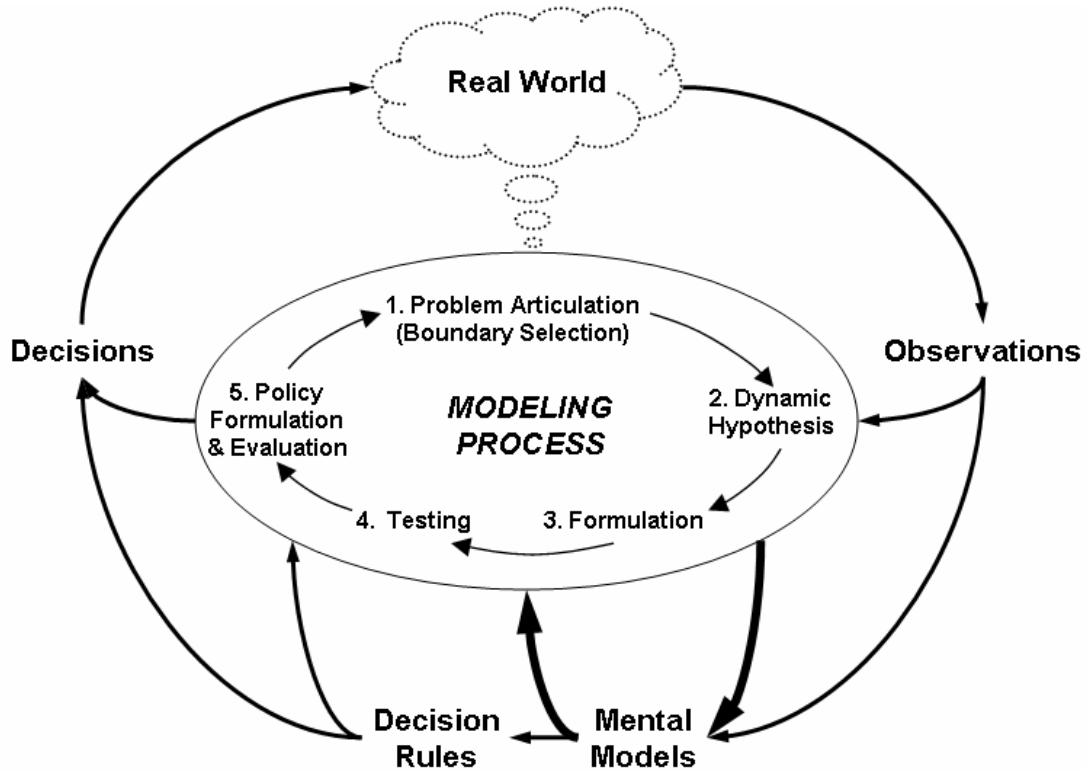 Real World
1. Problem Articulation
(Boundary Selection)
Decisions
Observations
5. Policy
Formulation
& Evaluation
MODELING
PROCESS
2. Dynamic
Hypothesis
4. Testing
3. Formulation
Decision
Rules
Mental
Models